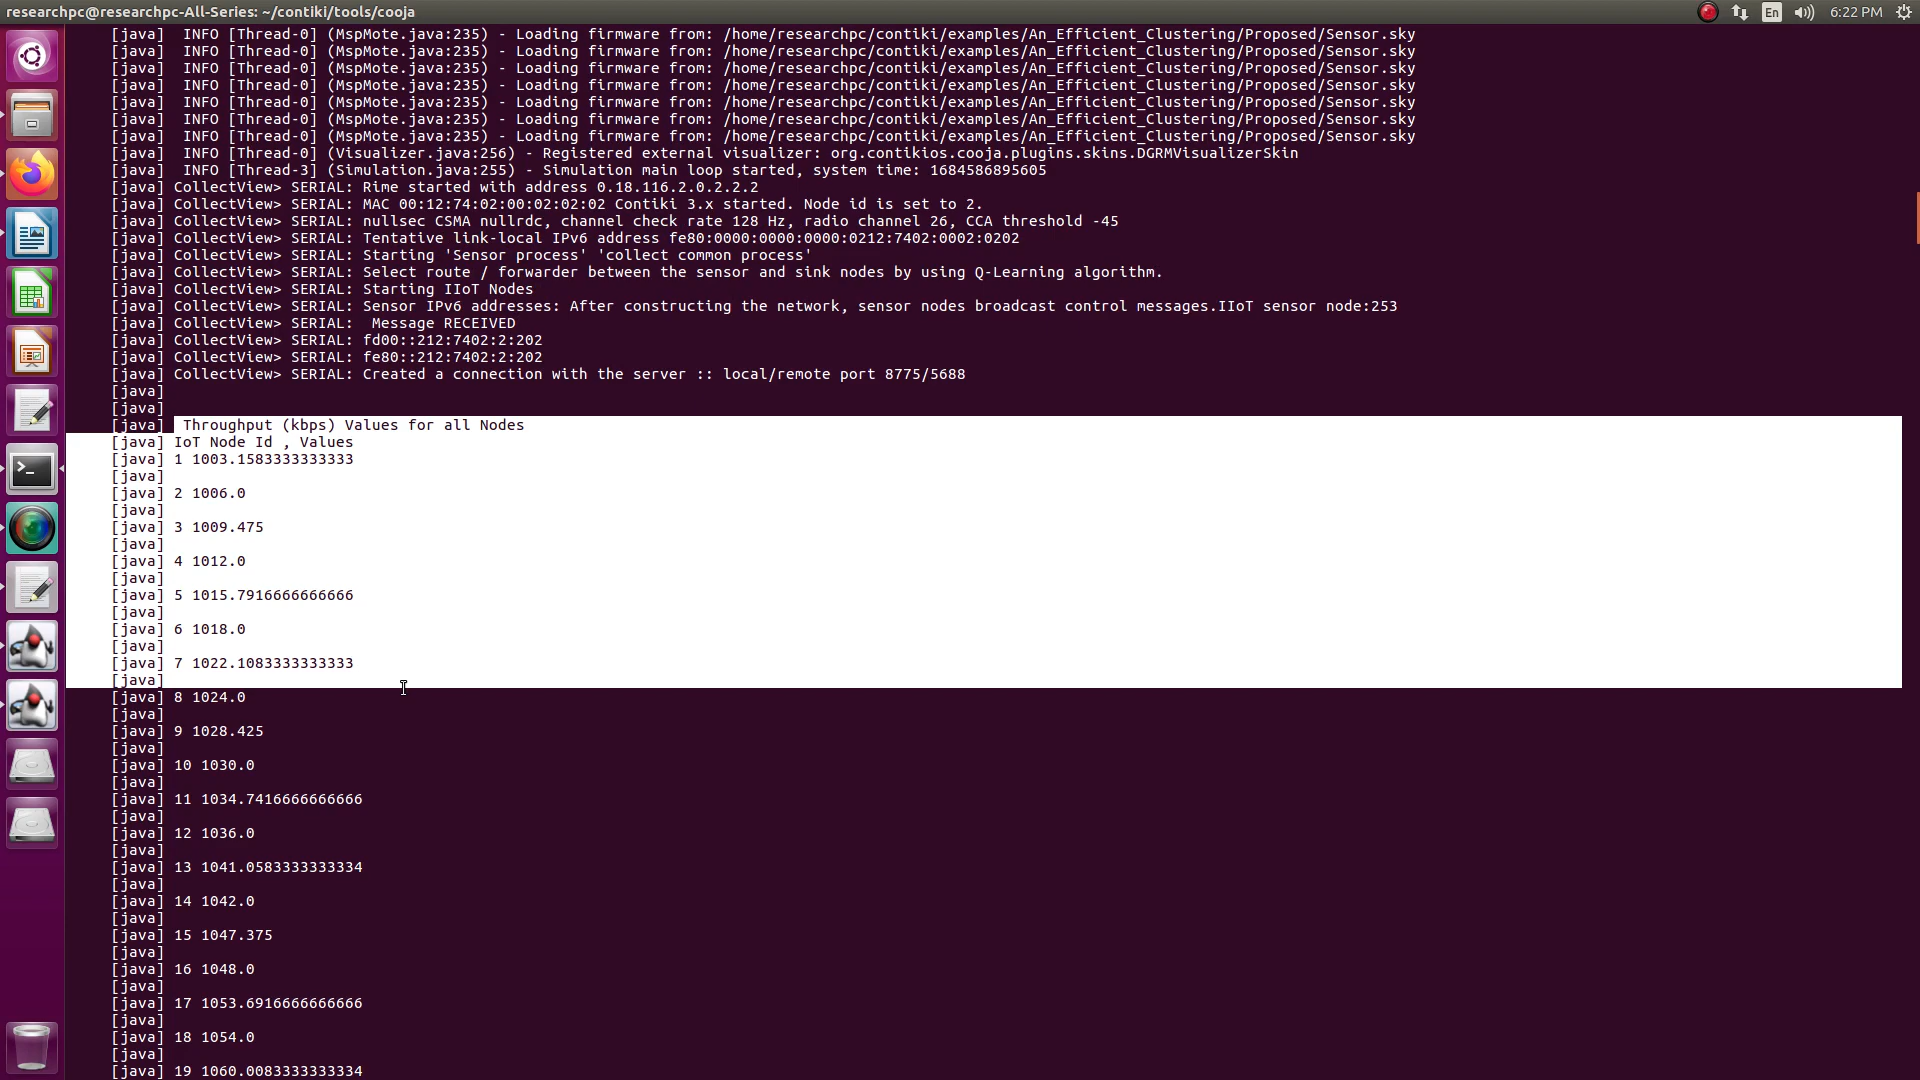 researchpc@researchpc-All-Series: ~/contiki/tools/cooja
En
6:22 PM
[java]  INFO [Thread-0] (MspMote.java:235) - Loading firmware from: /home/researchpc/contiki/examples/An_Efficient_Clustering/Proposed/Sensor.sky
[java]  INFO [Thread-0] (MspMote.java:235) - Loading firmware from: /home/researchpc/contiki/examples/An_Efficient_Clustering/Proposed/Sensor.sky
[java]  INFO [Thread-0] (MspMote.java:235) - Loading firmware from: /home/researchpc/contiki/examples/An_Efficient_Clustering/Proposed/Sensor.sky
[java]  INFO [Thread-0] (MspMote.java:235) - Loading firmware from: /home/researchpc/contiki/examples/An_Efficient_Clustering/Proposed/Sensor.sky
[java]  INFO [Thread-0] (MspMote.java:235) - Loading firmware from: /home/researchpc/contiki/examples/An_Efficient_Clustering/Proposed/Sensor.sky
[java]  INFO [Thread-0] (MspMote.java:235) - Loading firmware from: /home/researchpc/contiki/examples/An_Efficient_Clustering/Proposed/Sensor.sky
[java]  INFO [Thread-0] (MspMote.java:235) - Loading firmware from: /home/researchpc/contiki/examples/An_Efficient_Clustering/Proposed/Sensor.sky
[java]  INFO [Thread-0] (Visualizer.java:256) - Registered external visualizer: org.contikios.cooja.plugins.skins.DGRMVisualizerSkin
[java]  INFO [Thread-3] (Simulation.java:255) - Simulation main loop started, system time: 1684586895605
[java] CollectView> SERIAL: Rime started with address 0.18.116.2.0.2.2.2
[java] CollectView> SERIAL: MAC 00:12:74:02:00:02:02:02 Contiki 3.x started. Node id is set to 2.
[java] CollectView> SERIAL: nullsec CSMA nullrdc, channel check rate 128 Hz, radio channel 26, CCA threshold -45
[java] CollectView> SERIAL: Tentative link-local IPv6 address fe80:0000:0000:0000:0212:7402:0002:0202
[java] CollectView> SERIAL: Starting 'Sensor process' 'collect common process'
[java] CollectView> SERIAL: Select route / forwarder between the sensor and sink nodes by using Q-Learning algorithm.
[java] CollectView> SERIAL: Starting IIoT Nodes
[java] CollectView> SERIAL: Sensor IPv6 addresses: After constructing the network, sensor nodes broadcast control messages.IIoT sensor node:253
[java] CollectView> SERIAL:  Message RECEIVED
[java] CollectView> SERIAL: fd00::212:7402:2:202
[java] CollectView> SERIAL: fe80::212:7402:2:202
[java] CollectView> SERIAL: Created a connection with the server :: local/remote port 8775/5688
[java]
[java]
[java]  Throughput (kbps) Values for all Nodes
[java] IoT Node Id , Values
[java] 1 1003.1583333333333
[java]
[java] 2 1006.0
[java]
[java] 3 1009.475
[java]
[java] 4 1012.0
[java]
[java] 5 1015.7916666666666
[java]
[java] 6 1018.0
[java]
[java] 7 1022.1083333333333
[java]
[java] 8 1024.0
[java]
[java] 9 1028.425
[java]
[java] 10 1030.0
[java]
[java] 11 1034.7416666666666
[java]
[java] 12 1036.0
[java]
[java] 13 1041.0583333333334
[java]
[java] 14 1042.0
[java]
[java] 15 1047.375
[java]
[java] 16 1048.0
[java]
[java] 17 1053.6916666666666
[java]
[java] 18 1054.0
[java]
[java] 19 1060.0083333333334